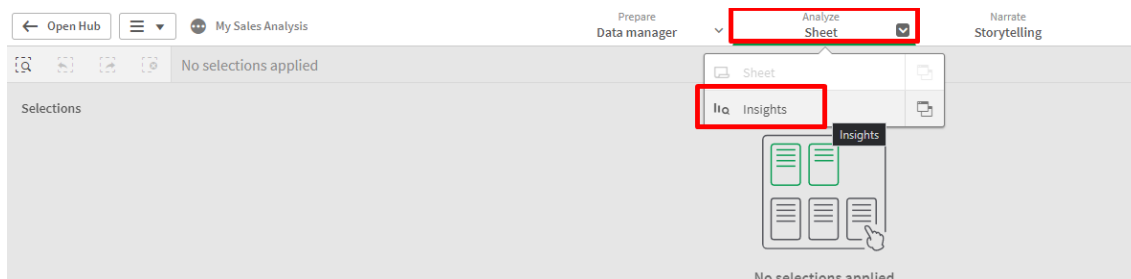 Open Hub
My Sales Analysis
Prepare
Data manager
Analyze
Sheet
Narrate
Storytelling
No selections applied
Sheet
Selections
Insights
Insights
No selections applied